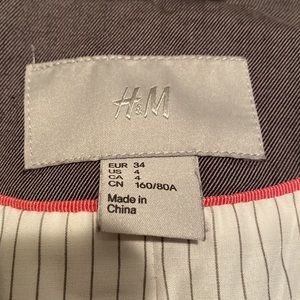 H&M
EUR 34
US 4
CA 4
CN 160/80A
Made in
China